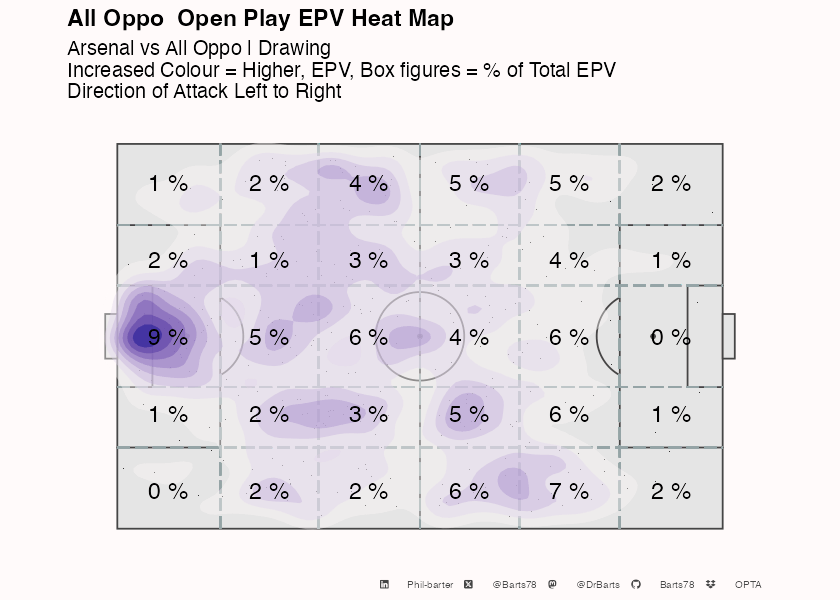 All Oppo  Open Play EPV Heat Map
Arsenal vs All Oppo | Drawing
Increased Colour = Higher, EPV, Box figures = % of Total EPV
Direction of Attack Left to Right
1 % 2 % 4 % 5 % 5 % 2 %
2 % 1 % 3 % 3 % 4 % 1 %
9 % 5 % 6 % 4 % 6 % 0 %
1 % 2 % 3 % 5 % 6 % 1 %
0 % 2 % 2 % 6 % 7 % 2 %
Phil-barter @Barts78 @DrBarts Barts78 OPTA